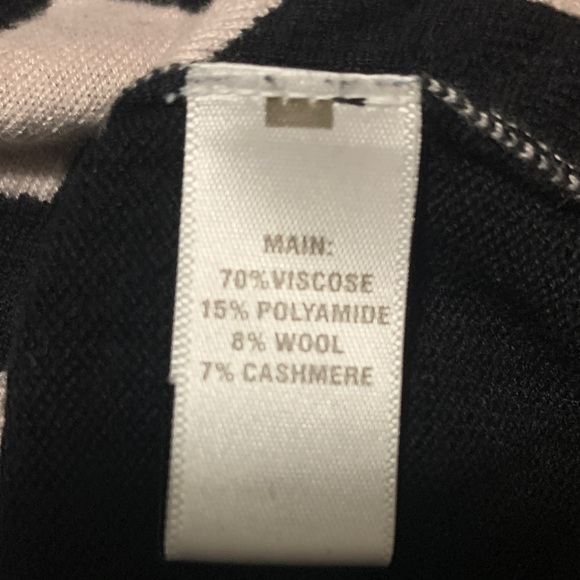 MAIN:
70% VISCOSE
15% POLYAMIDE
8% WOOL
7% CASHMERE